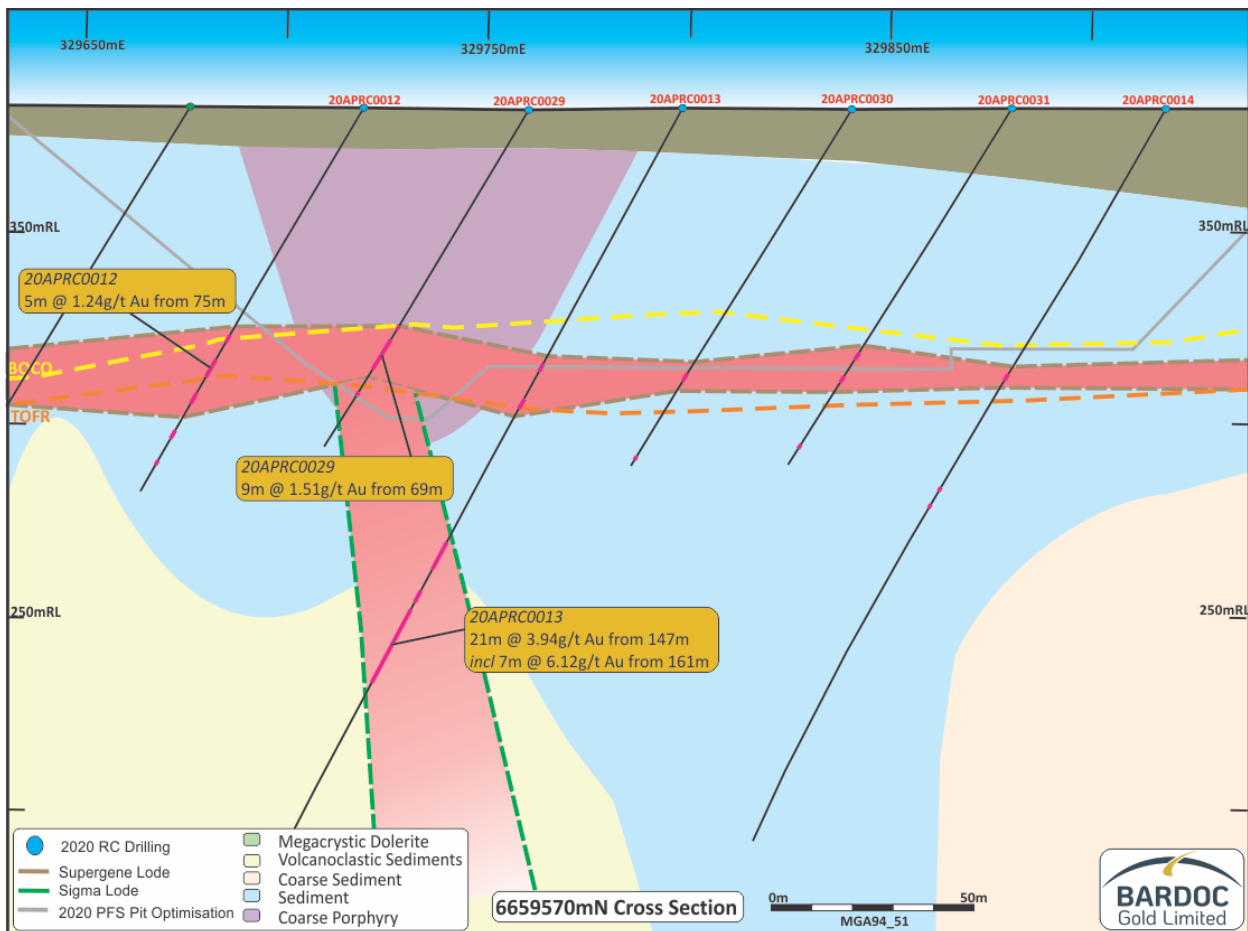 329650mE
329750mE
329850mE
20APRC0012
20APRC0029
20APRC0013
20APRC0030
20APRC0031
20APRC0014
350mRL
350mRL
20APRC0012
5m @ 1.24g/t Au from 75m
BOCO
TOFR
20APRC0029
9m @ 1.51g/t Au from 69m
20APRC0013
21m @ 3.94g/t Au from 147m
incl 7m @ 6.12g/t Au from 161m
250mRL
250mRL
2020 RC Drilling
Supergene Lode
Sigma Lode
2020 PFS Pit Optimisation
Megacrystic Dolerite
Volcanoclastic Sediments
Coarse Sediment
Sediment
Coarse Porphyry
6659570mN Cross Section
0m
50m
MGA94_51
BARDOC
Gold Limited